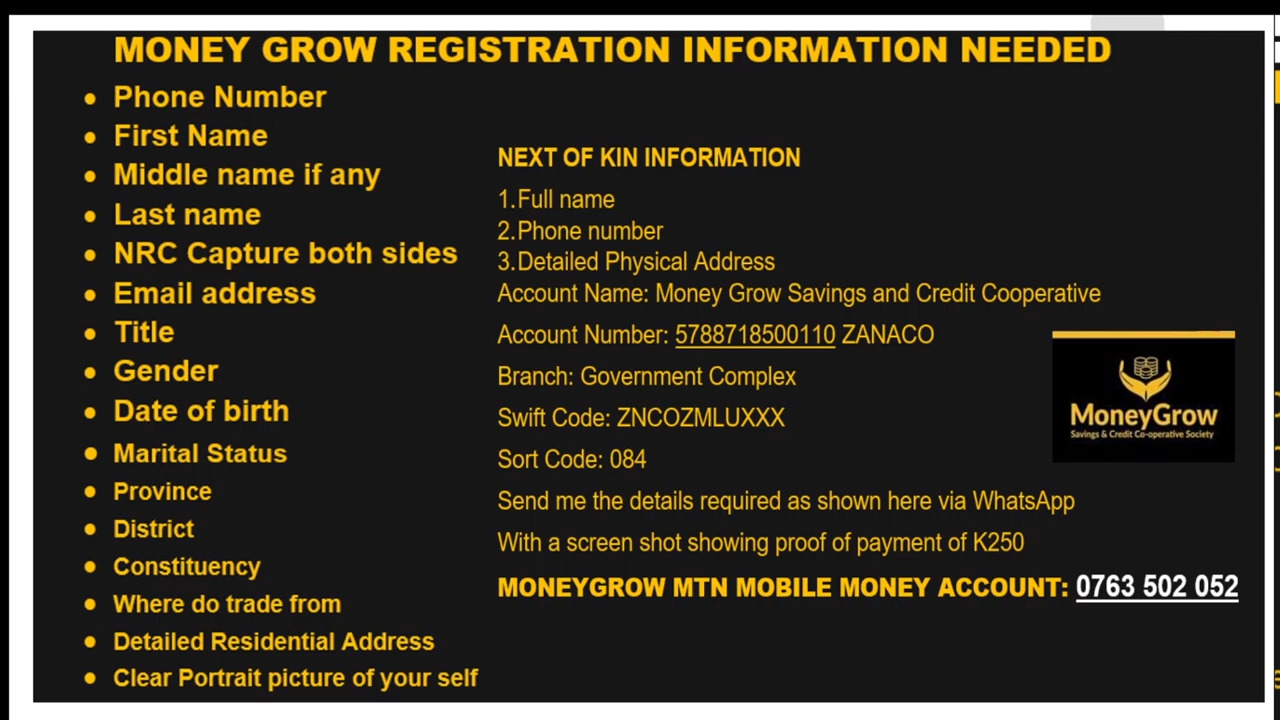 MONEY GROW REGISTRATION INFORMATION NEEDED
Phone Number
First Name
Middle name if any
Last name
NRC Capture both sides
Email address
Title
Gender
Date of birth
Marital Status
Province
District
Constituency
Where do trade from
Detailed Residential Address
Clear Portrait picture of your self
NEXT OF KIN INFORMATION
1.Full name
2.Phone number
3.Detailed Physical Address
Account Name: Money Grow Savings and Credit Cooperative
Account Number: 5788718500110 ZANACO
Branch: Government Complex
Swift Code: ZNCOZMLUXXX
Sort Code: 084
Send me the details required as shown here via WhatsApp
With a screen shot showing proof of payment of K250
MONEYGROW MTN MOBILE MONEY ACCOUNT: 0763 502 052
MoneyGrow
Savings & Credit Co-operative Society